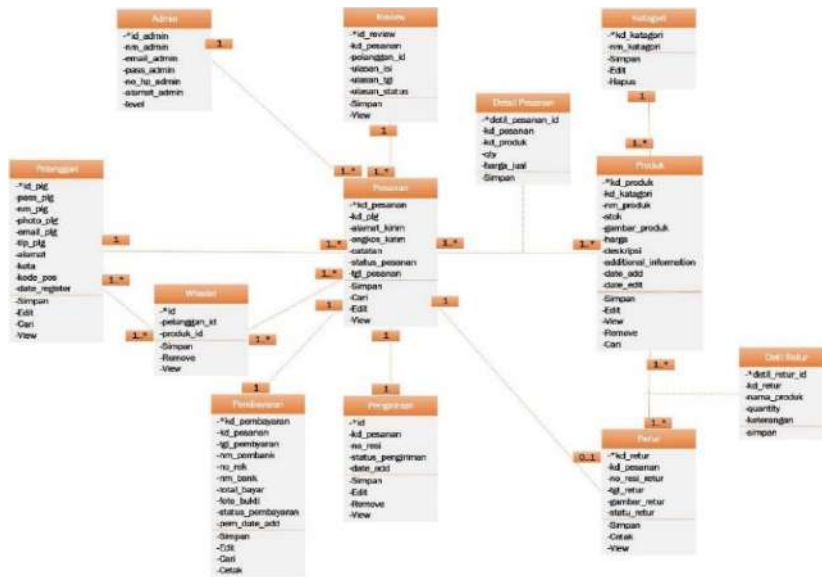 Admin
-*id_admin
-nm_admin
-email_admin
-pass_admin
-no_hp_admin
-alamat_admin
-level
1
1..*
Review
-*id_review
-kd_pesanan
-pelanggan_id
-ulasan_isi
-ulasan_tgl
-ulasan_status
-Simpan
-View
1
1..*
Katagori
-*kd_katagori
-nm_katagori
-Simpan
-Edit
-Hapus
1
1..*
Detail Pesanan
-*detil_pesanan_id
-kd_pesanan
-kd_produk
-qty
-harga_jual
-Simpan
Pelanggan
-*id_plg
-pass_plg
-nm_plg
-photo_plg
-email_plg
-tlp_plg
-alamat
-kota
-kode_pos
-date_register
-Simpan
-Edit
-Cari
-View
1
1..*
1..*
1..*
Pesanan
-*kd_pesanan
-kd_plg
-alamat_kirim
-ongkos_kirim
-catatan
-status_pesanan
-tgl_pesanan
-Simpan
-Cari
-Edit
-View
1..*
1..*
Produk
-*kd_produk
-kd_katagori
-nm_produk
-stok
-gambar_produk
-harga
-deskripsi
-additional_information
-date_add
-date_edit
-Simpan
-Edit
-View
-Remove
-Cari
-*id
-pelanggan_id
-produk_id
-Simpan
-Remove
-View
1..*
1..*
1
1
1
1
1
0..1
1..*
1..*
Pembayaran
-*kd_pembayaran
-kd_pesanan
-tgl_pembyaran
-nm_pembank
-no_rek
-nm_bank
-total_bayar
-foto_bukti
-status_pembayaran
-pem_date_add
-Simpan
-Edit
-Cari
-Cetak
Pengiriman
-*id
-kd_pesanan
-no_resi
-status_pengiriman
-date_add
-Simpan
-Edit
-Remove
-View
Detil Retur
-*detil_retur_id
-kd_retur
-nama_produk
-quantity
-keterangan
-simpan
Retur
-*kd_retur
-kd_pesanan
-no_resi_retur
-tgl_retur
-gambar_retur
-statu_retur
-Simpan
-Cetak
-View